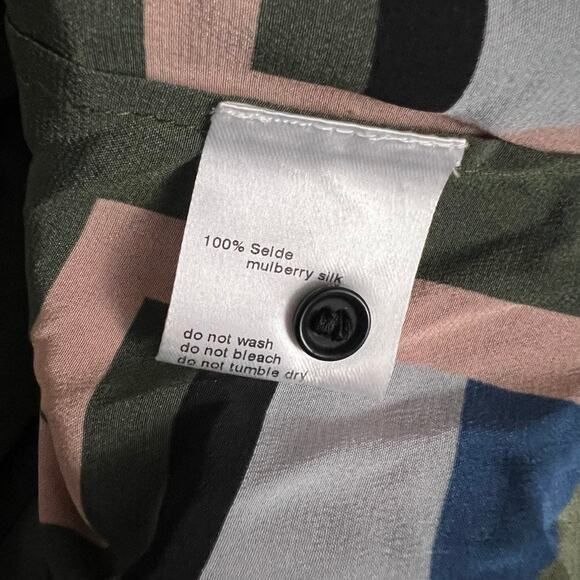 100% Seide
mulberry silk
do not wash
do not bleach
do not tumble dry